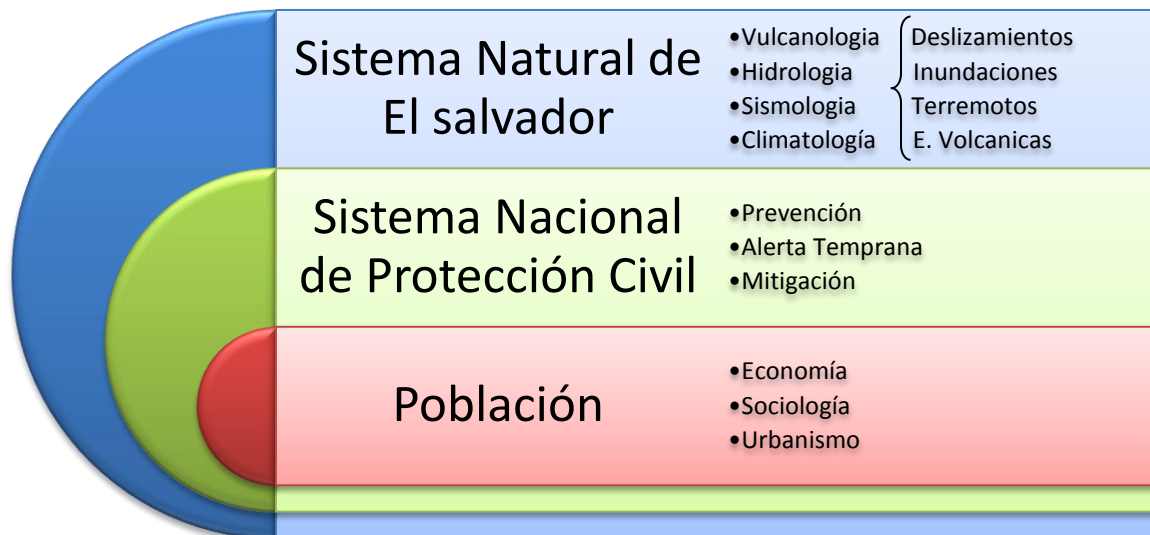 Sistema Natural de
El salvador
•Vulcanologia
•Hidrologia
•Sismologia
•Climatología
Deslizamientos
Inundaciones
Terremotos
E. Volcanicas
Sistema Nacional
de Protección Civil
•Prevención
•Alerta Temprana
•Mitigación
Población
•Economía
•Sociología
•Urbanismo